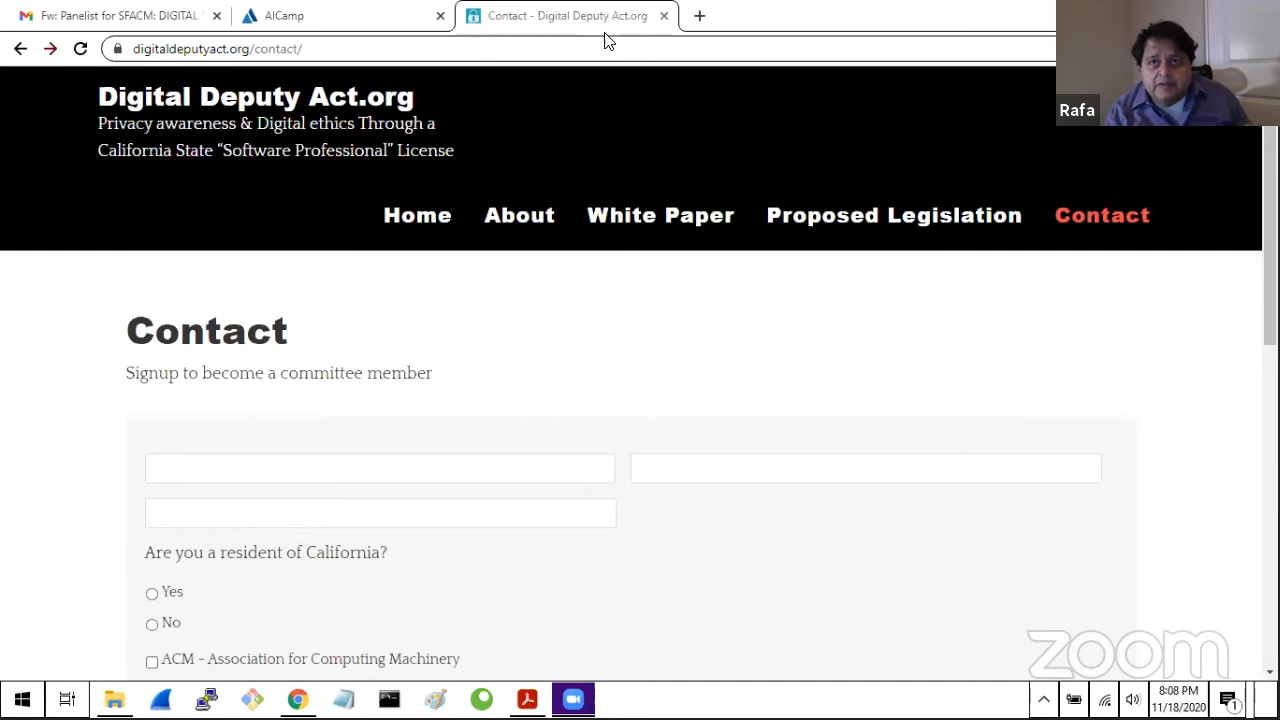 Fw: Panelist for SFACM: DIGITAL
AICamp
Contact - Digital Deputy Act.org
digitaldeputyact.org/contact/
Rafa
Digital Deputy Act.org
Privacy awareness & Digital ethics Through a
California State “Software Professional” License
Home About White Paper Proposed Legislation Contact
Contact
Signup to become a committee member
Are you a resident of California?
Yes
No
ACM - Association for Computing Machinery
zoom
8:08 PM
11/18/2020
1